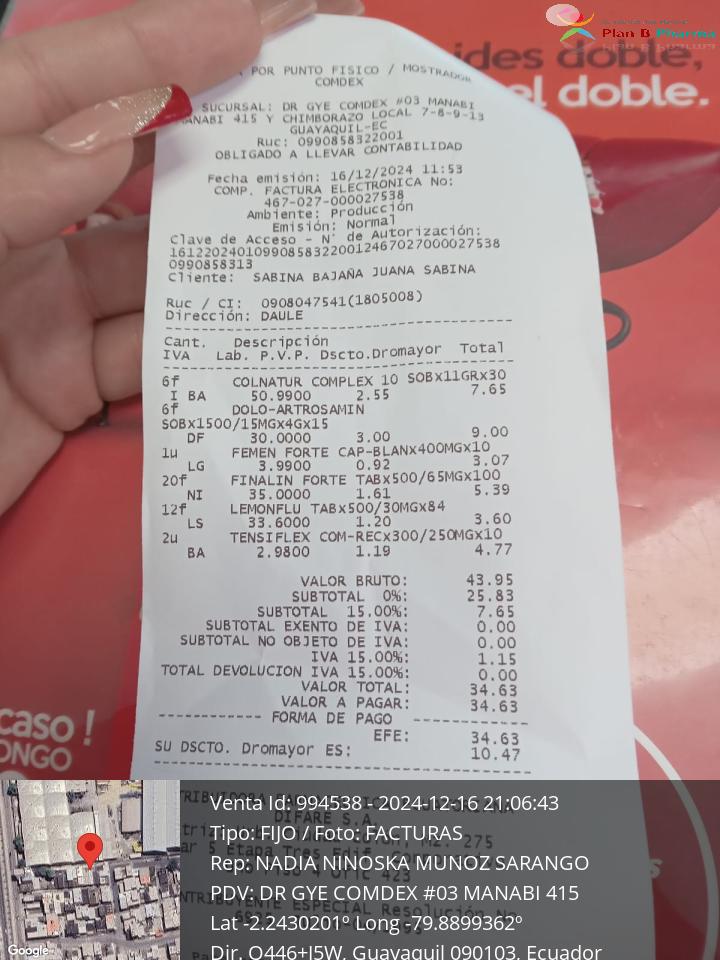 Plan B Pharma
ides doble,
el doble.
POR PUNTO FISICO / MOSTRADOR
COMDEX
SUCURSAL: DR GYE COMDEX #03 MANABI
MANABI 415 Y CHIMBORAZO LOCAL 7-8-9-13
GUAYAQUIL-EC
Ruc: 0990858322001
OBLIGADO A LLEVAR CONTABILIDAD
Fecha emisión: 16/12/2024 11:53
COMP. FACTURA ELECTRONICA No:
467-027-000027538
Ambiente: Producción
Emisión: Normal
Clave de Acceso - N° de Autorización:
161220240109908583220012467027000027538
0990858313
Cliente: SABINA BAJAÑA JUANA SABINA
Ruc / CI: 0908047541(1805008)
Dirección: DAULE
Cant. Descripción
IVA Lab. P.V.P. Dscto.Dromayor Total
6f COLNATUR COMPLEX 10 SOBx11GRx30
I BA 50.9900 2.55 7.65
6f DOLO-ARTROSAMIN
SOBx1500/15MGx4Gx15
DF 30.0000 3.00 9.00
1u FEMEN FORTE CAP-BLANx400MGx10
LG 3.9900 0.92 3.07
20f FINALIN FORTE TABx500/65MGx100
NI 35.0000 1.61 5.39
12f LEMONFLU TABx500/30MGx84
LS 33.6000 1.20 3.60
2u TENSIFLEX COM-RECx300/250MGx10
BA 2.9800 1.19 4.77
VALOR BRUTO: 43.95
SUBTOTAL 0%: 25.83
SUBTOTAL 15.00%: 7.65
SUBTOTAL EXENTO DE IVA: 0.00
SUBTOTAL NO OBJETO DE IVA: 0.00
IVA 15.00%: 1.15
TOTAL DEVOLUCION IVA 15.00%: 0.00
VALOR TOTAL: 34.63
VALOR A PAGAR: 34.63
------------ FORMA DE PAGO ------------
EFE: 34.63
SU DSCTO. Dromayor ES: 10.47
caso !
ONGO
DIFARE S.A.
Venta Id: 994538 - 2024-12-16 21:06:43
Tipo: FIJO / Foto: FACTURAS
Rep: NADIA NINOSKA MUNOZ SARANGO
PDV: DR GYE COMDEX #03 MANABI 415
Lat -2.2430201° Long -79.8899362°
Dir. Q446+J5W, Guayaquil 090103, Ecuador
Google